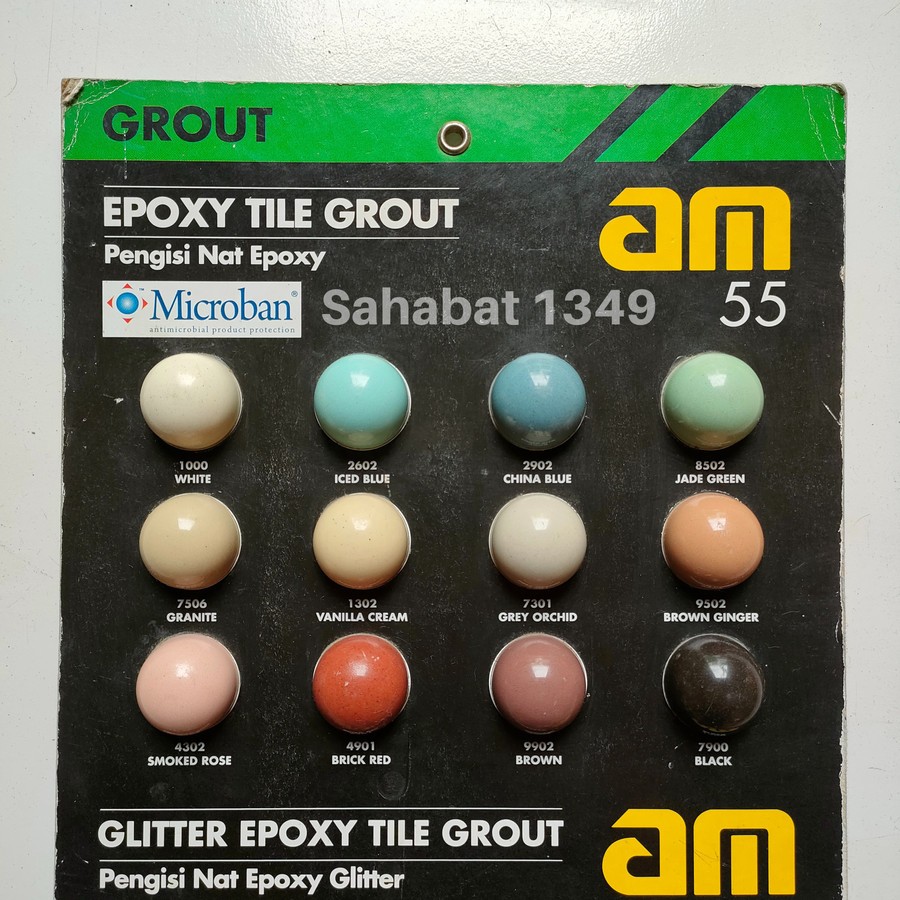 GROUT
EPOXY TILE GROUT
Pengisi Nat Epoxy
am
55
Microban®
antimicrobial product protection
Sahabat 1349
1000
WHITE
2602
ICED BLUE
2902
CHINA BLUE
8502
JADE GREEN
7506
GRANITE
1302
VANILLA CREAM
7301
GREY ORCHID
9502
BROWN GINGER
4302
SMOKED ROSE
4901
BRICK RED
9902
BROWN
7900
BLACK
GLITTER EPOXY TILE GROUT
Pengisi Nat Epoxy Glitter
am